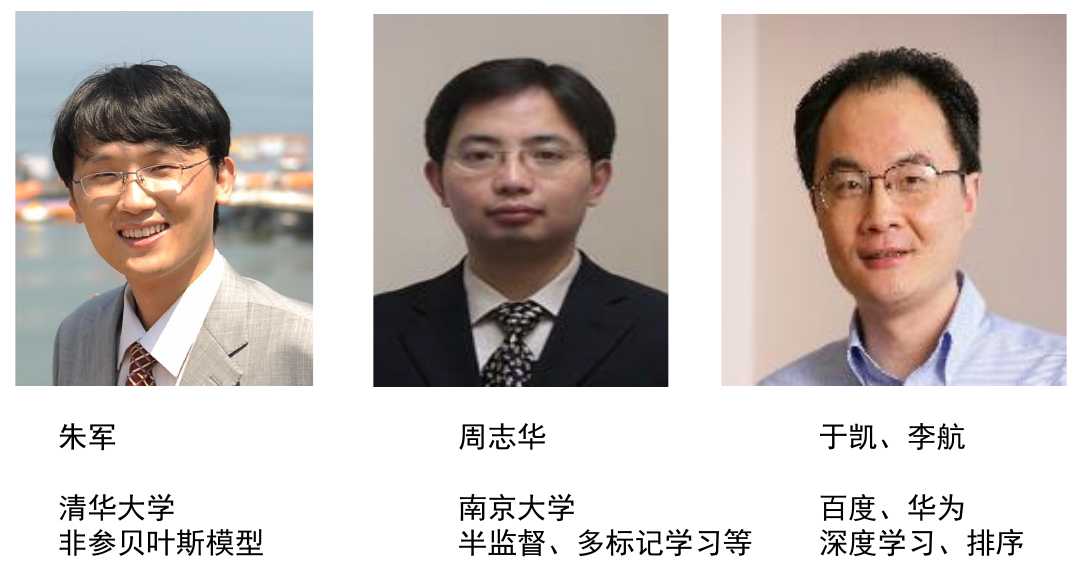 朱军
清华大学
非参贝叶斯模型
周志华
南京大学
半监督、多标记学习等
于凯、李航
百度、华为
深度学习、排序